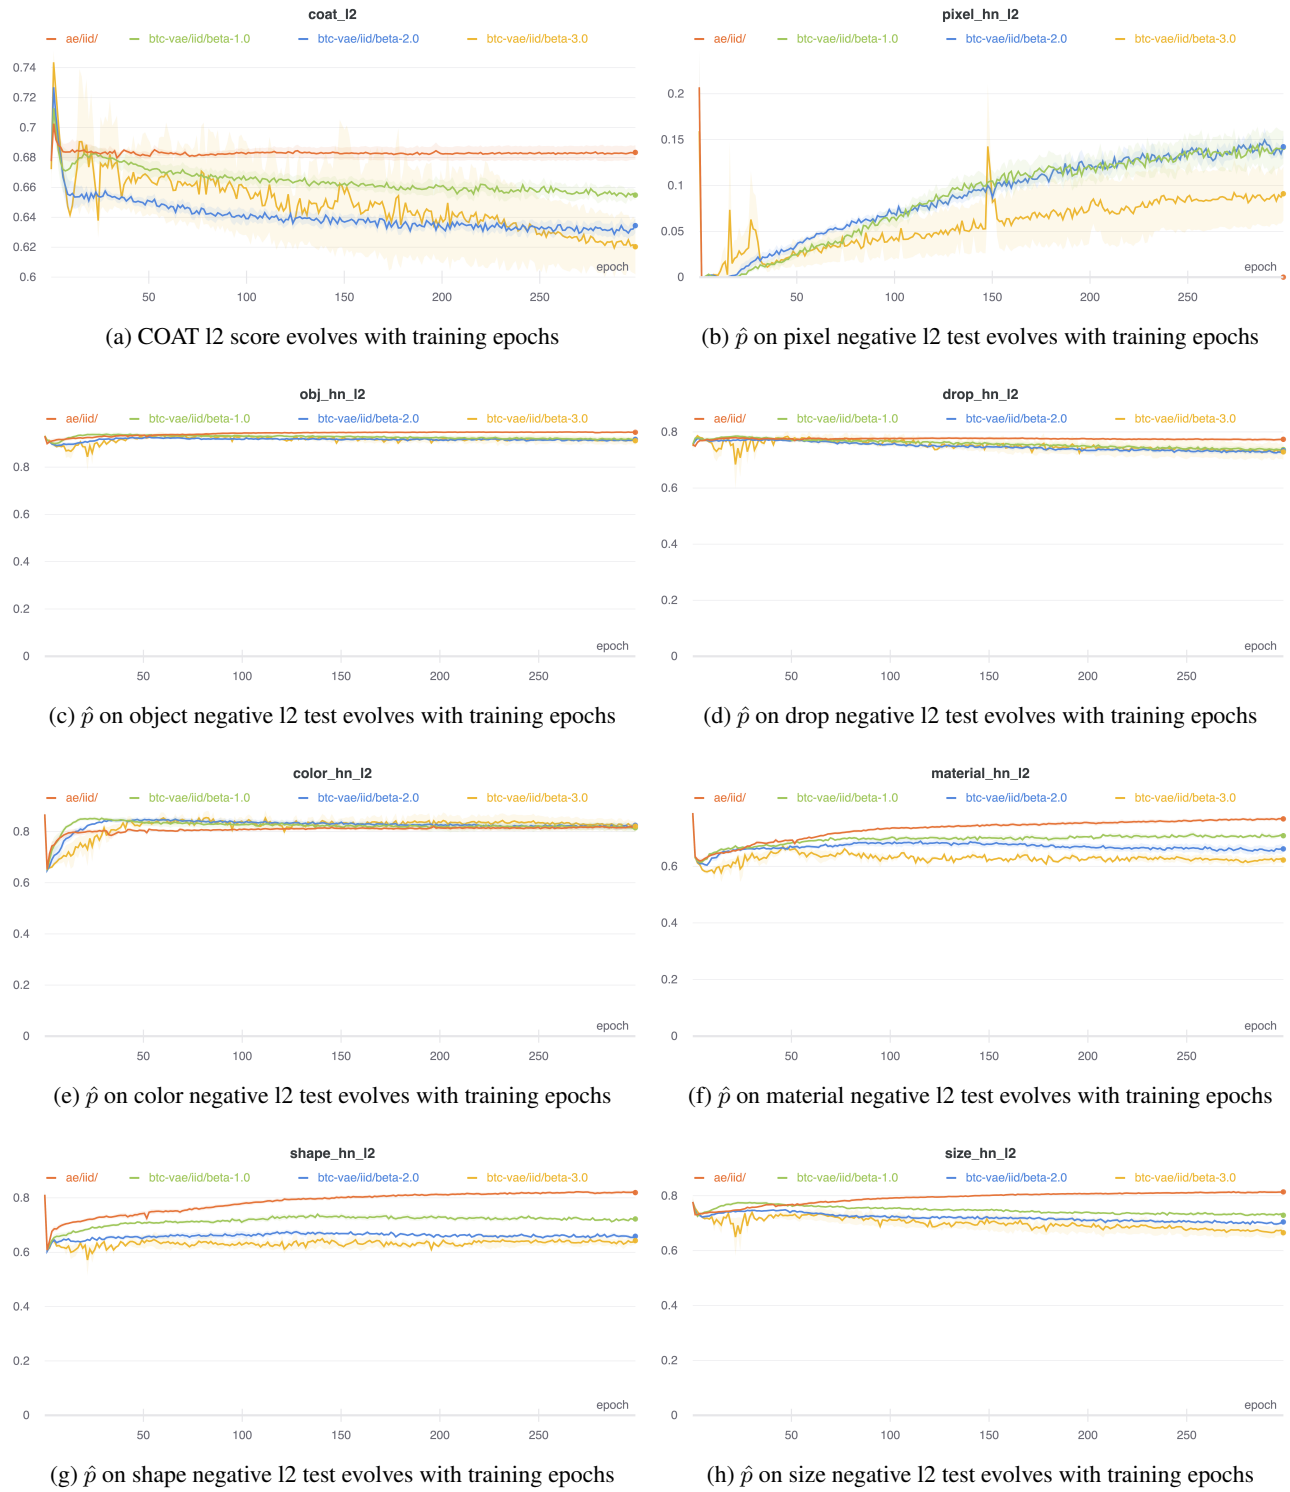 coat_l2
ae/iid/ btc-vae/iid/beta-1.0 btc-vae/iid/beta-2.0 btc-vae/iid/beta-3.0
0.74
0.72
0.7
0.68
0.66
0.64
0.62
0.6
epoch
50 100 150 200 250
(a) COAT l2 score evolves with training epochs
pixel_hn_l2
ae/iid/ btc-vae/iid/beta-1.0 btc-vae/iid/beta-2.0 btc-vae/iid/beta-3.0
0.2
0.15
0.1
0.05
0
epoch
50 100 150 200 250
(b) p̂ on pixel negative l2 test evolves with training epochs
obj_hn_l2
ae/iid/ btc-vae/iid/beta-1.0 btc-vae/iid/beta-2.0 btc-vae/iid/beta-3.0
0.8
0.6
0.4
0.2
0
epoch
50 100 150 200 250
(c) p̂ on object negative l2 test evolves with training epochs
drop_hn_l2
ae/iid/ btc-vae/iid/beta-1.0 btc-vae/iid/beta-2.0 btc-vae/iid/beta-3.0
0.8
0.6
0.4
0.2
0
epoch
50 100 150 200 250
(d) p̂ on drop negative l2 test evolves with training epochs
color_hn_l2
ae/iid/ btc-vae/iid/beta-1.0 btc-vae/iid/beta-2.0 btc-vae/iid/beta-3.0
0.8
0.6
0.4
0.2
0
epoch
50 100 150 200 250
(e) p̂ on color negative l2 test evolves with training epochs
material_hn_l2
ae/iid/ btc-vae/iid/beta-1.0 btc-vae/iid/beta-2.0 btc-vae/iid/beta-3.0
0.6
0.4
0.2
0
epoch
50 100 150 200 250
(f) p̂ on material negative l2 test evolves with training epochs
shape_hn_l2
ae/iid/ btc-vae/iid/beta-1.0 btc-vae/iid/beta-2.0 btc-vae/iid/beta-3.0
0.8
0.6
0.4
0.2
0
epoch
50 100 150 200 250
(g) p̂ on shape negative l2 test evolves with training epochs
size_hn_l2
ae/iid/ btc-vae/iid/beta-1.0 btc-vae/iid/beta-2.0 btc-vae/iid/beta-3.0
0.8
0.6
0.4
0.2
0
epoch
50 100 150 200 250
(h) p̂ on size negative l2 test evolves with training epochs